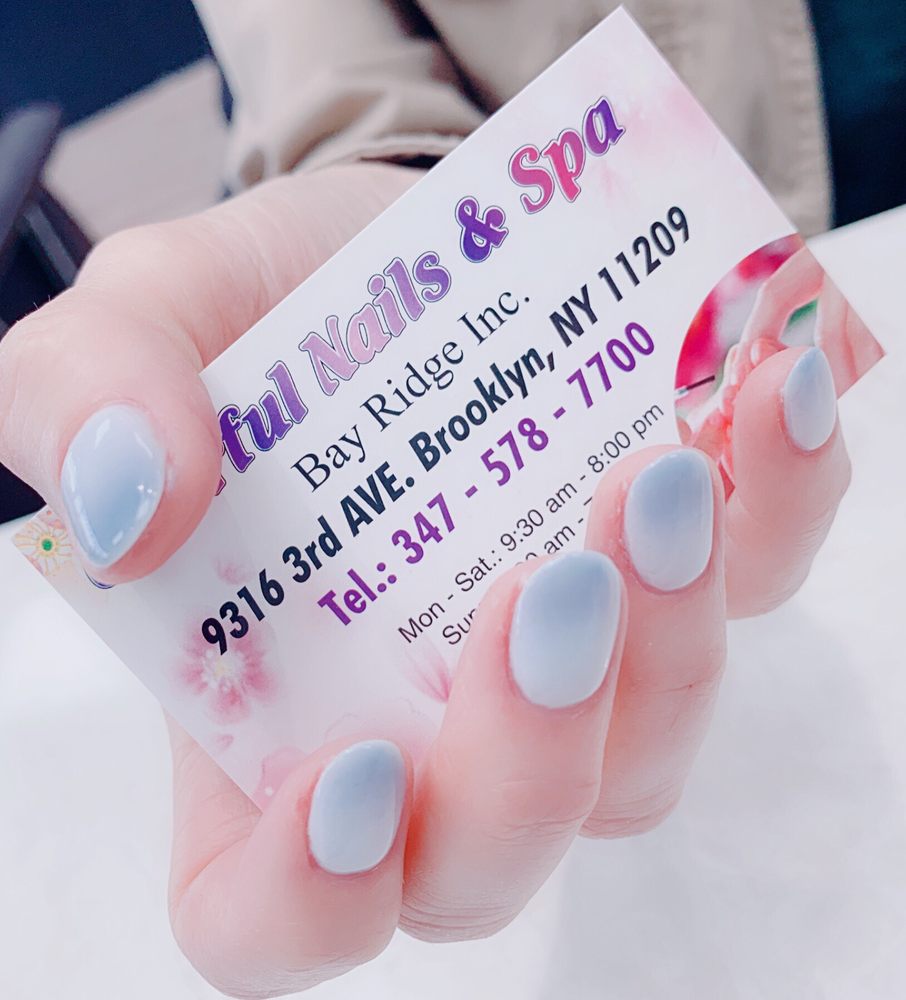 ful Nails & Spa
Bay Ridge Inc.
9316 3rd AVE. Brooklyn, NY 11209
Tel.: 347 - 578 - 7700
Mon - Sat.: 9:30 am - 8:00 pm
am -